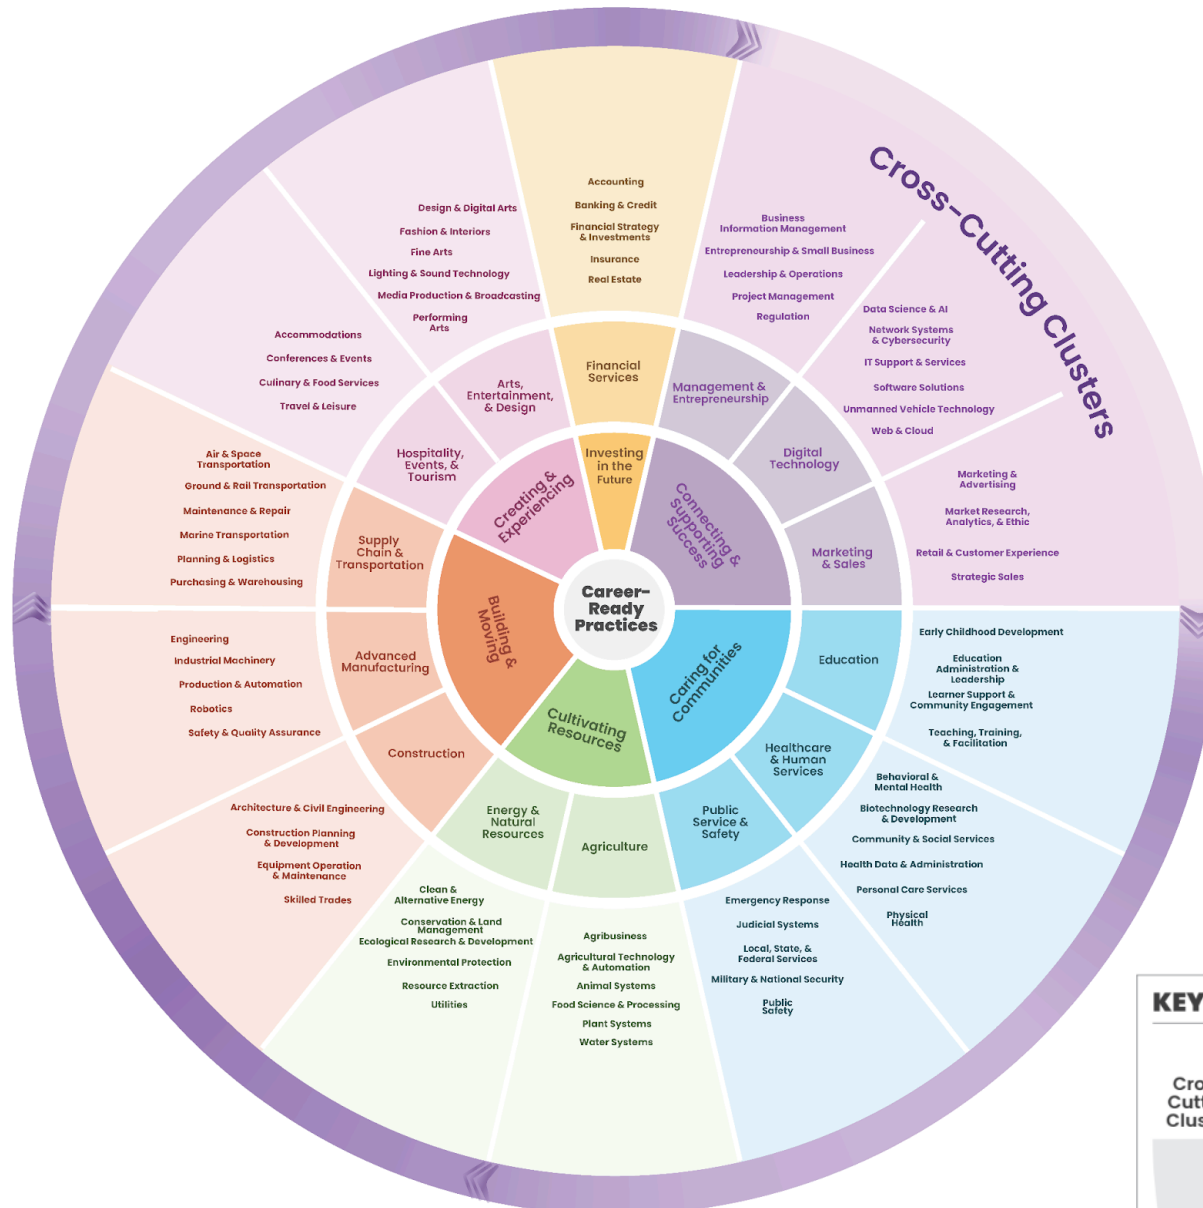 Cross-Cutting Clusters
Career-
Ready
Practices
Investing
in the
Future
Financial
Services
Accounting
Banking & Credit
Financial Strategy
& Investments
Insurance
Real Estate
Connecting &
Supporting
Success
Management &
Entrepreneurship
Business
Information Management
Entrepreneurship & Small Business
Leadership & Operations
Project Management
Regulation
Digital
Technology
Data Science & AI
Network Systems
& Cybersecurity
IT Support & Services
Software Solutions
Unmanned Vehicle Technology
Web & Cloud
Marketing
& Sales
Marketing &
Advertising
Market Research,
Analytics, & Ethic
Retail & Customer Experience
Strategic Sales
Caring for
Communities
Education
Early Childhood Development
Education
Administration &
Leadership
Learner Support &
Community Engagement
Teaching, Training,
& Facilitation
Healthcare
& Human
Services
Behavioral &
Mental Health
Biotechnology Research
& Development
Community & Social Services
Health Data & Administration
Personal Care Services
Physical
Health
Public
Service &
Safety
Emergency Response
Judicial Systems
Local, State, &
Federal Services
Military & National Security
Public
Safety
Cultivating
Resources
Agriculture
Agribusiness
Agricultural Technology
& Automation
Animal Systems
Food Science & Processing
Plant Systems
Water Systems
Energy &
Natural
Resources
Clean &
Alternative Energy
Conservation & Land
Management
Ecological Research & Development
Environmental Protection
Resource Extraction
Utilities
Building &
Moving
Construction
Architecture & Civil Engineering
Construction Planning
& Development
Equipment Operation
& Maintenance
Skilled Trades
Advanced
Manufacturing
Engineering
Industrial Machinery
Production & Automation
Robotics
Safety & Quality Assurance
Supply
Chain &
Transportation
Air & Space
Transportation
Ground & Rail Transportation
Maintenance & Repair
Marine Transportation
Planning & Logistics
Purchasing & Warehousing
Creating &
Experiencing
Hospitality,
Events, &
Tourism
Accommodations
Conferences & Events
Culinary & Food Services
Travel & Leisure
Arts,
Entertainment,
& Design
Design & Digital Arts
Fashion & Interiors
Fine Arts
Lighting & Sound Technology
Media Production & Broadcasting
Performing
Arts
KEY
Cro
Cutt
Clus